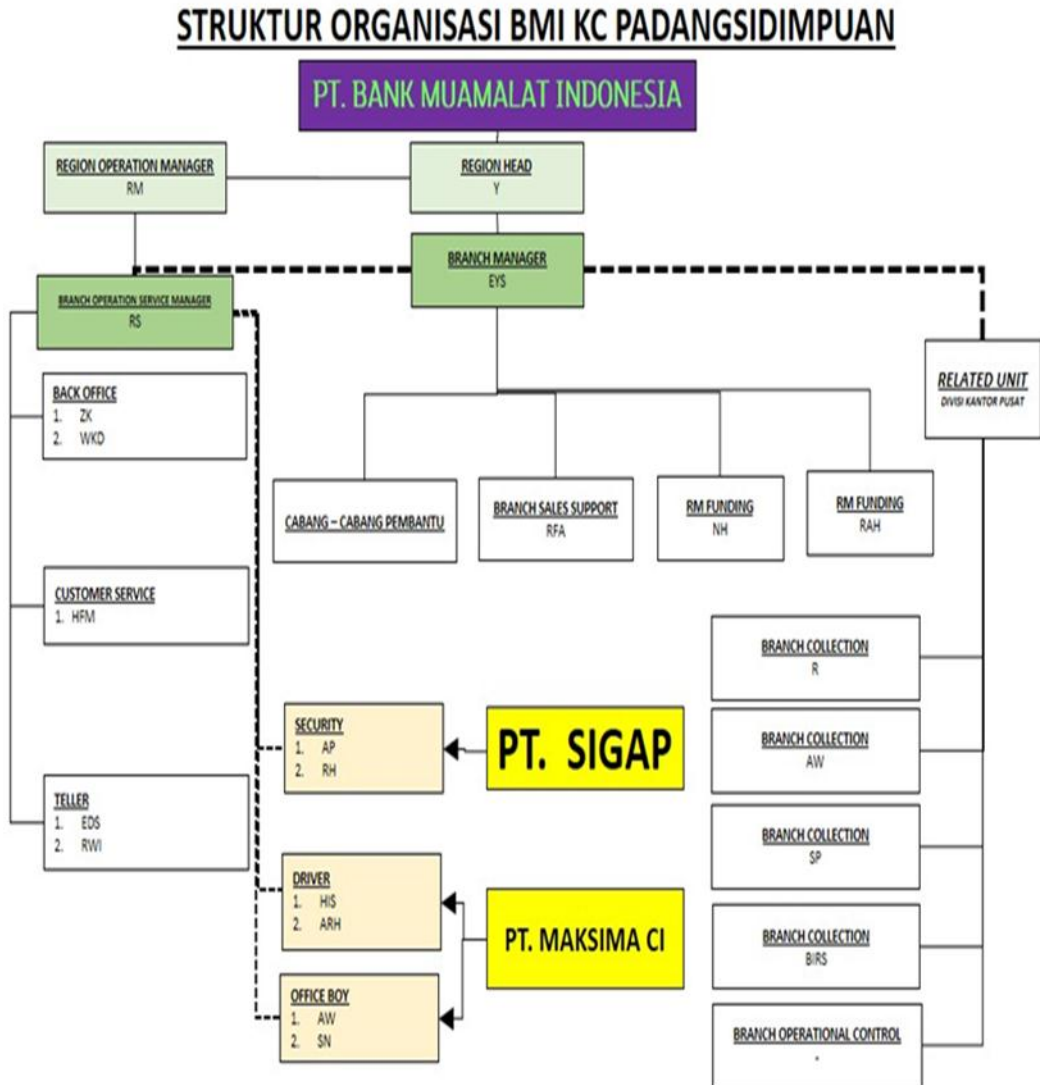 STRUKTUR ORGANISASI BMI KC PADANGSIDIMPUAN
PT. BANK MUAMALAT INDONESIA
REGION OPERATION MANAGER
RM
REGION HEAD
Y
BRANCH MANAGER
EYS
BRANCH OPERATION SERVICE MANAGER
RS
RELATED UNIT
DIVISI KANTOR PUSAT
BACK OFFICE
1. ZK
2. WKD
CABANG – CABANG PEMBANTU
BRANCH SALES SUPPORT
RFA
RM FUNDING
NH
RM FUNDING
RAH
CUSTOMER SERVICE
1. HFM
BRANCH COLLECTION
R
SECURITY
1. AP
2. RH
PT. SIGAP
BRANCH COLLECTION
AW
TELLER
1. EDS
2. RWI
BRANCH COLLECTION
SP
DRIVER
1. HIS
2. ARH
PT. MAKSIMA CI
BRANCH COLLECTION
BIRS
OFFICE BOY
1. AW
2. SN
BRANCH OPERATIONAL CONTROL
-